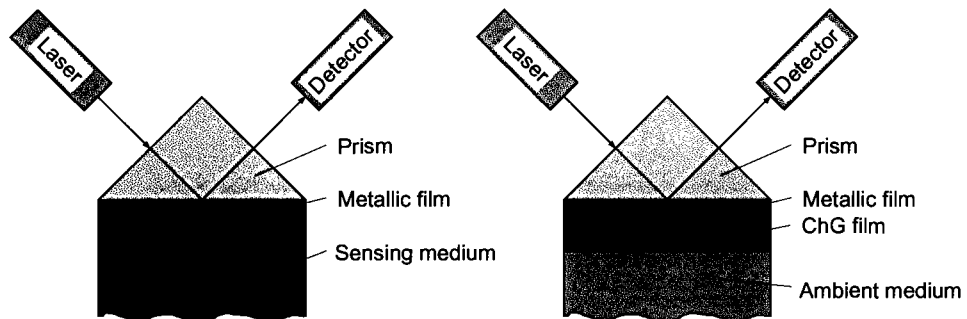 Laser
Detector
Prism
Metallic film
Sensing medium
Laser
Detector
Prism
Metallic film
ChG film
Ambient medium